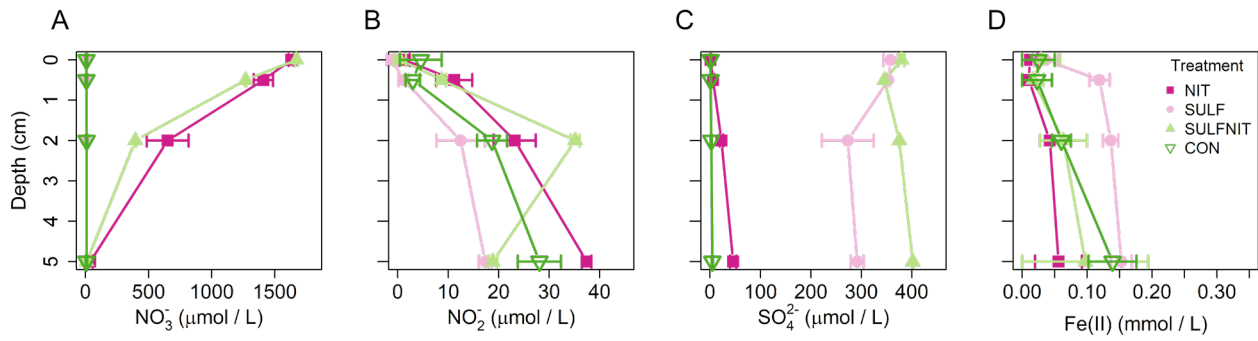 A
B
C
D
Depth (cm)
0
1
2
3
4
5
0 500 1000 1500
NO₃⁻ (μmol / L)
0 10 20 30 40
NO₂⁻ (μmol / L)
0 100 200 300 400
SO₄²⁻ (μmol / L)
0.00 0.10 0.20 0.30
Fe(II) (mmol / L)
Treatment
NIT
SULF
SULFNIT
CON